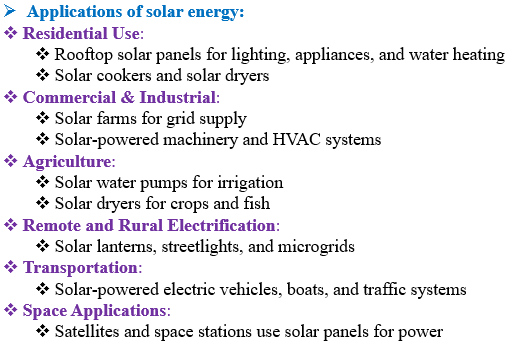 ➢ Applications of solar energy:
❖ Residential Use:
❖ Rooftop solar panels for lighting, appliances, and water heating
❖ Solar cookers and solar dryers
❖ Commercial & Industrial:
❖ Solar farms for grid supply
❖ Solar-powered machinery and HVAC systems
❖ Agriculture:
❖ Solar water pumps for irrigation
❖ Solar dryers for crops and fish
❖ Remote and Rural Electrification:
❖ Solar lanterns, streetlights, and microgrids
❖ Transportation:
❖ Solar-powered electric vehicles, boats, and traffic systems
❖ Space Applications:
❖ Satellites and space stations use solar panels for power